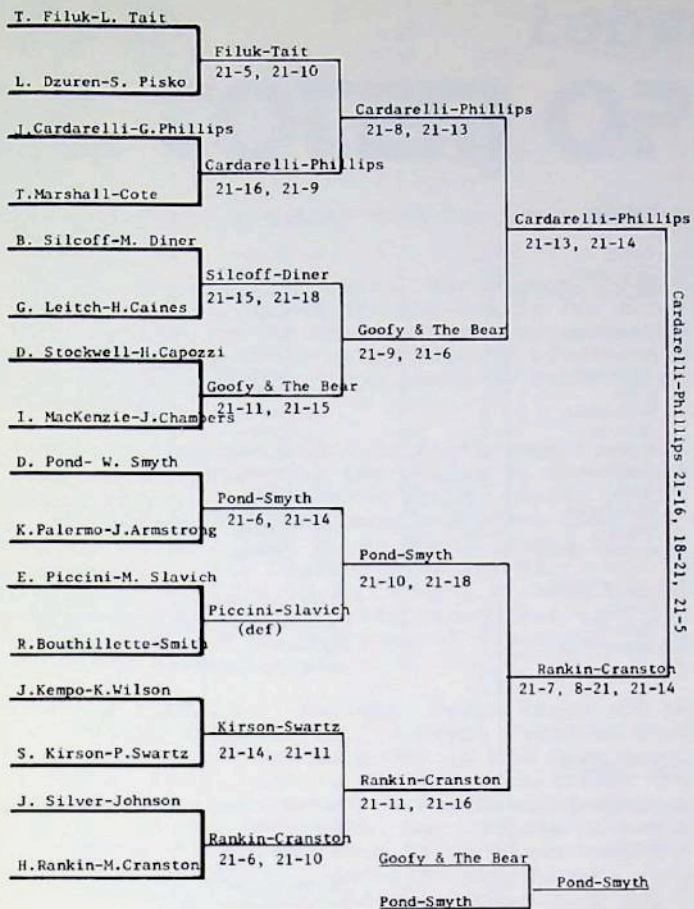 T. Filuk-L. Tait
Filuk-Tait
21-5, 21-10
L. Dzuren-S. Pisko
Cardarelli-Phillips
21-8, 21-13
J.Cardarelli-G.Phillips
Cardarelli-Phillips
21-16, 21-9
T.Marshall-Cote
Cardarelli-Phillips
21-13, 21-14
B. Silcoff-M. Diner
Silcoff-Diner
21-15, 21-18
G. Leitch-H.Caines
Goofy & The Bear
21-9, 21-6
D. Stockwell-H.Capozzi
Goofy & The Bear
21-11, 21-15
I. MacKenzie-J.Chambers
Cardarelli-Phillips 21-16, 18-21, 21-5
D. Pond- W. Smyth
Pond-Smyth
21-6, 21-14
K.Palermo-J.Armstrong
Pond-Smyth
21-10, 21-18
E. Piccini-M. Slavich
Piccini-Slavich
(def)
R.Bouthillette-Smith
Rankin-Cranston
21-7, 8-21, 21-14
J.Kempo-K.Wilson
Kirson-Swartz
21-14, 21-11
S. Kirson-P.Swartz
Rankin-Cranston
21-11, 21-16
J. Silver-Johnson
Rankin-Cranston
21-6, 21-10
H.Rankin-M.Cranston
Goofy & The Bear
Pond-Smyth
Pond-Smyth